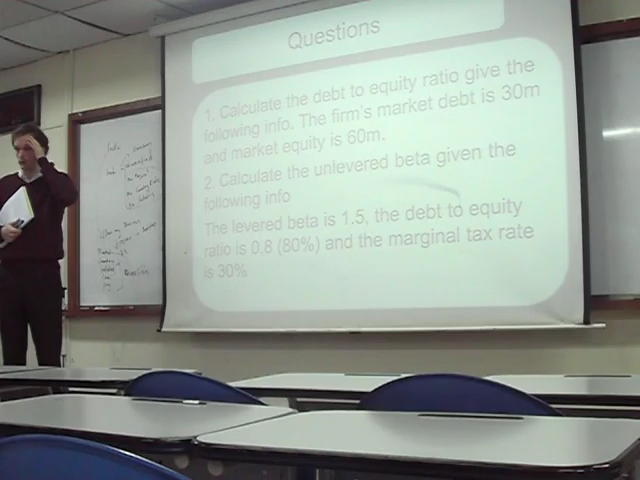 Questions
1. Calculate the debt to equity ratio give the
following info. The firm's market debt is 30m
and market equity is 60m.
2. Calculate the unlevered beta given the
following info
The levered beta is 1.5, the debt to equity
ratio is 0.8 (80%) and the marginal tax rate
is 30%